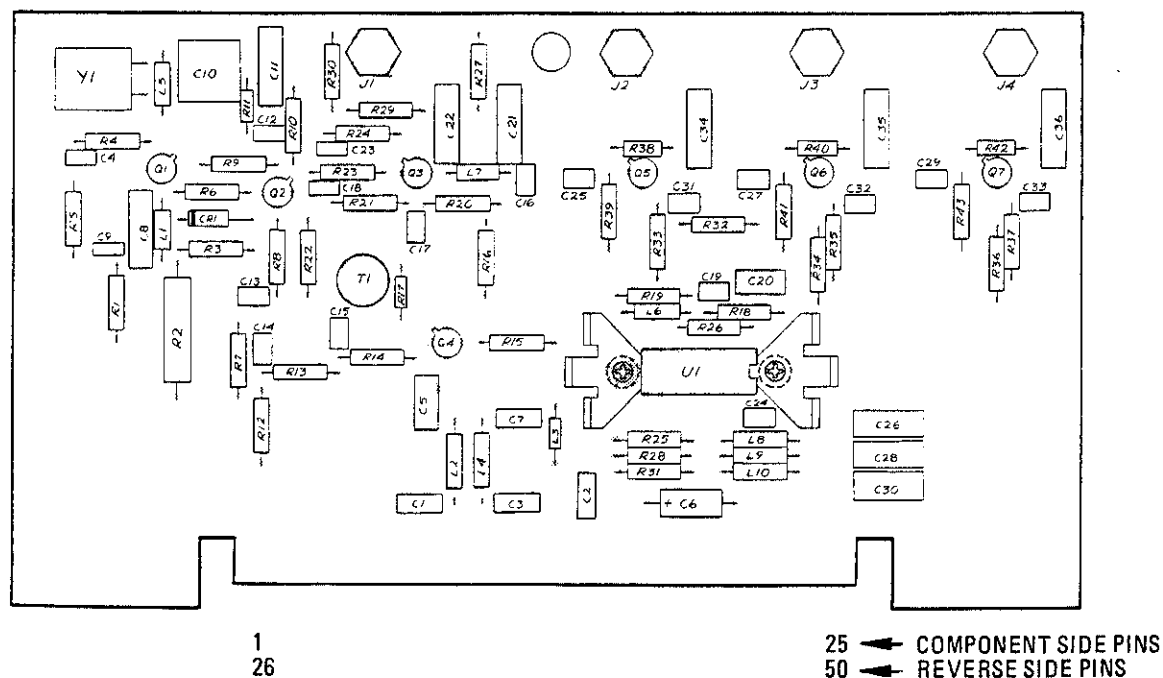 Y1 L5 C10 C11 R30 J1 R27 J2 J3 J4
R11 C12 R10 R29 C22 C21 C34 C35 C36
R4 C4 R24 C23 R38 R40 R42
Q1 R9 Q2 R23 Q3 L7 C16 C25 Q5 C27 Q6 C29 Q7
R5 C9 C8 L1 R6 CR1 C18 R21 R20 R39 C31 R32 R41 C32 R43 C33
R3 R8 R22 C17 R16 R33 R34 R35 R36 R37
R1 R2 C13 T1 R17 R19 C19 C20
L6 R18
C14 C15 R26
R7 R13 R14 Q4 R15 U1
R12 C5 C7 L3 C24 C26
R25 L8
L2 L4 R28 L9 C28
R31 L10
C1 C3 C2 + C6 C30
1 25 COMPONENT SIDE PINS
26 50 REVERSE SIDE PINS